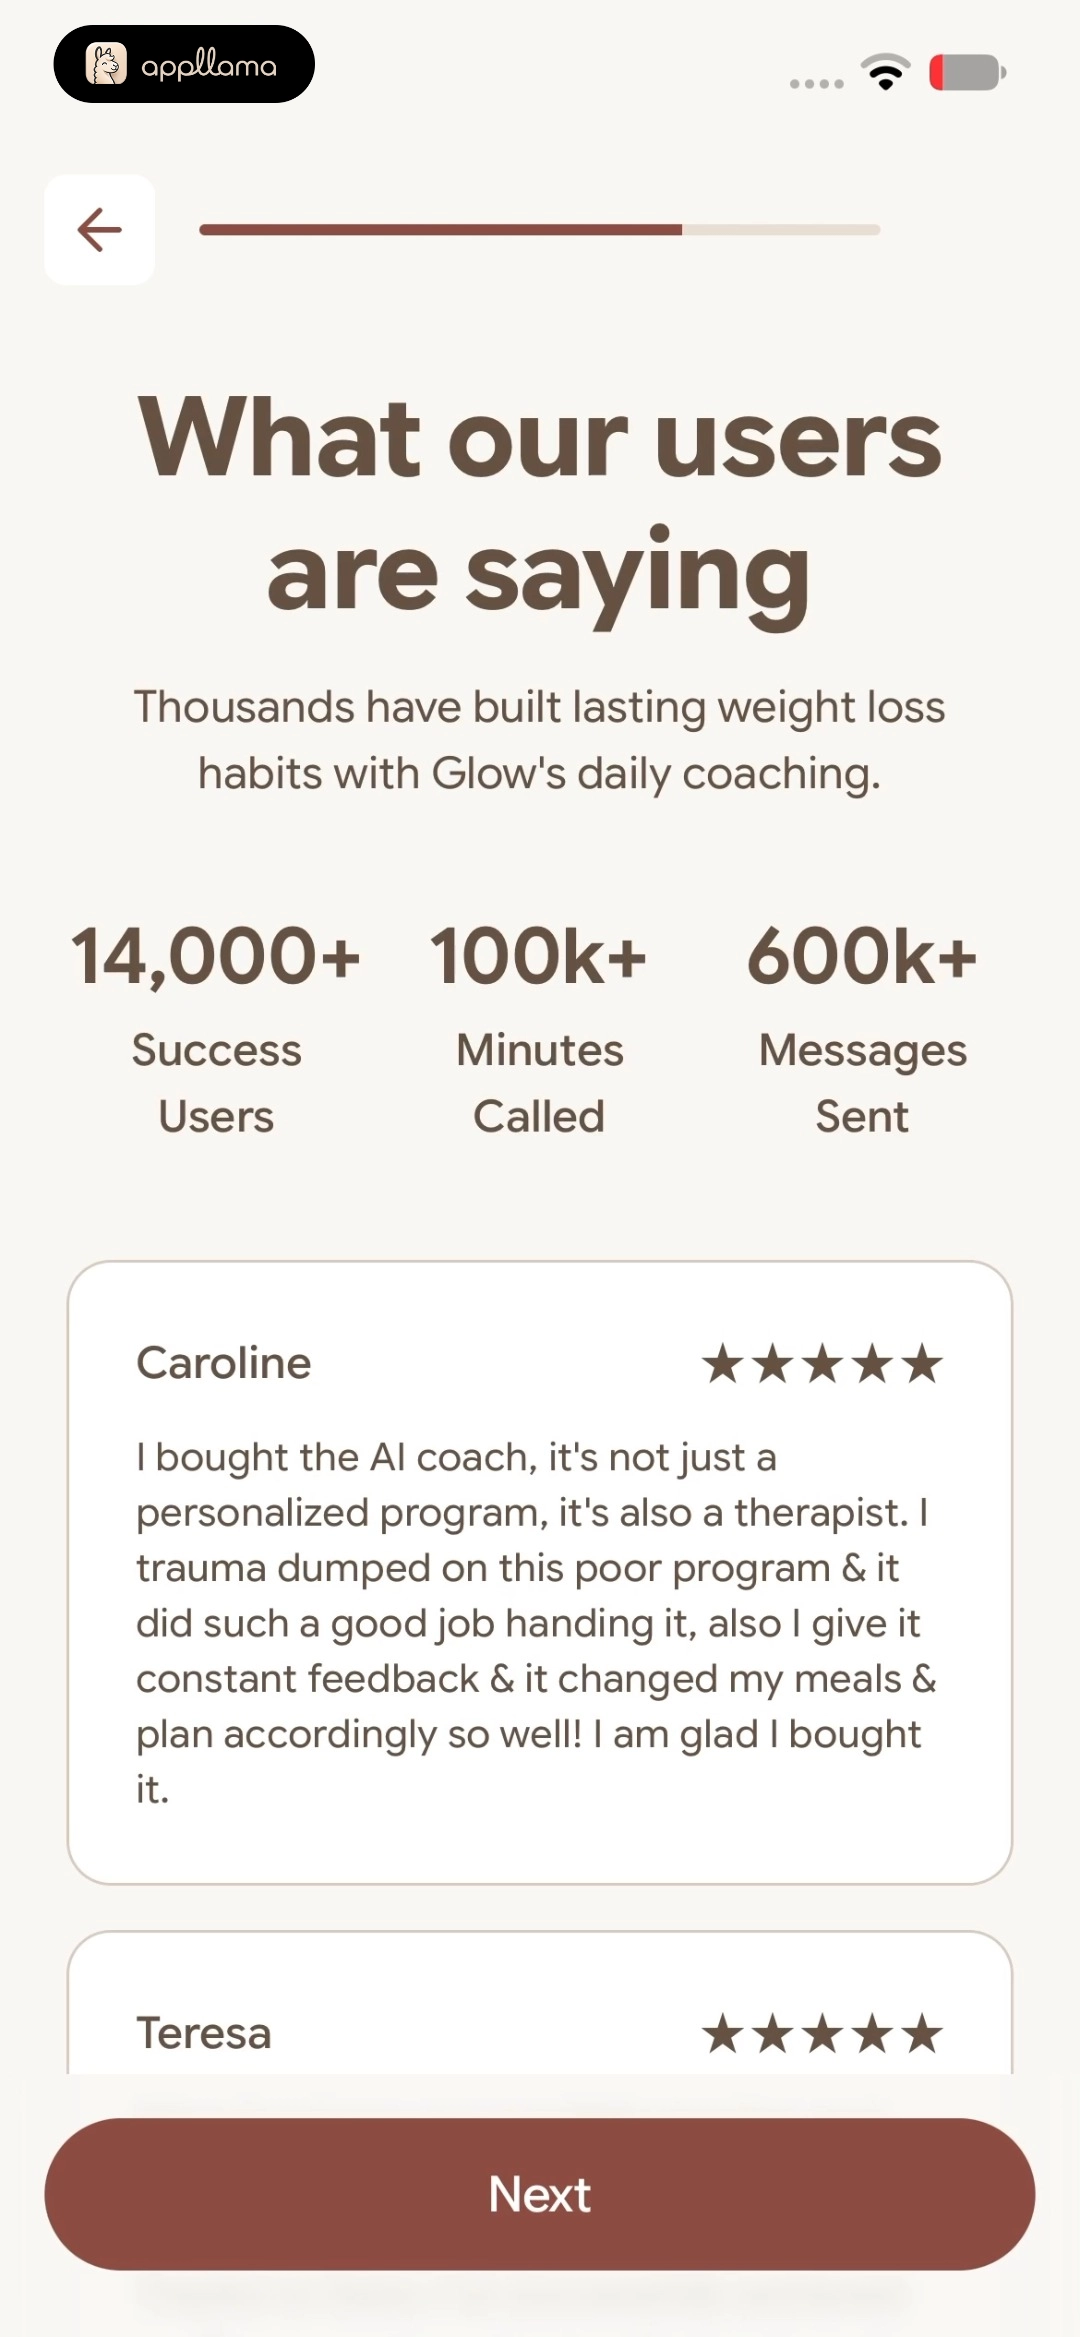 appllama
What our users
are saying
Thousands have built lasting weight loss
habits with Glow's daily coaching.
14,000+ 100k+ 600k+
Success Minutes Messages
Users Called Sent
Caroline ★★★★★
I bought the AI coach, it's not just a
personalized program, it's also a therapist. I
trauma dumped on this poor program & it
did such a good job handing it, also I give it
constant feedback & it changed my meals &
plan accordingly so well! I am glad I bought
it.
Teresa ★★★★★
Next